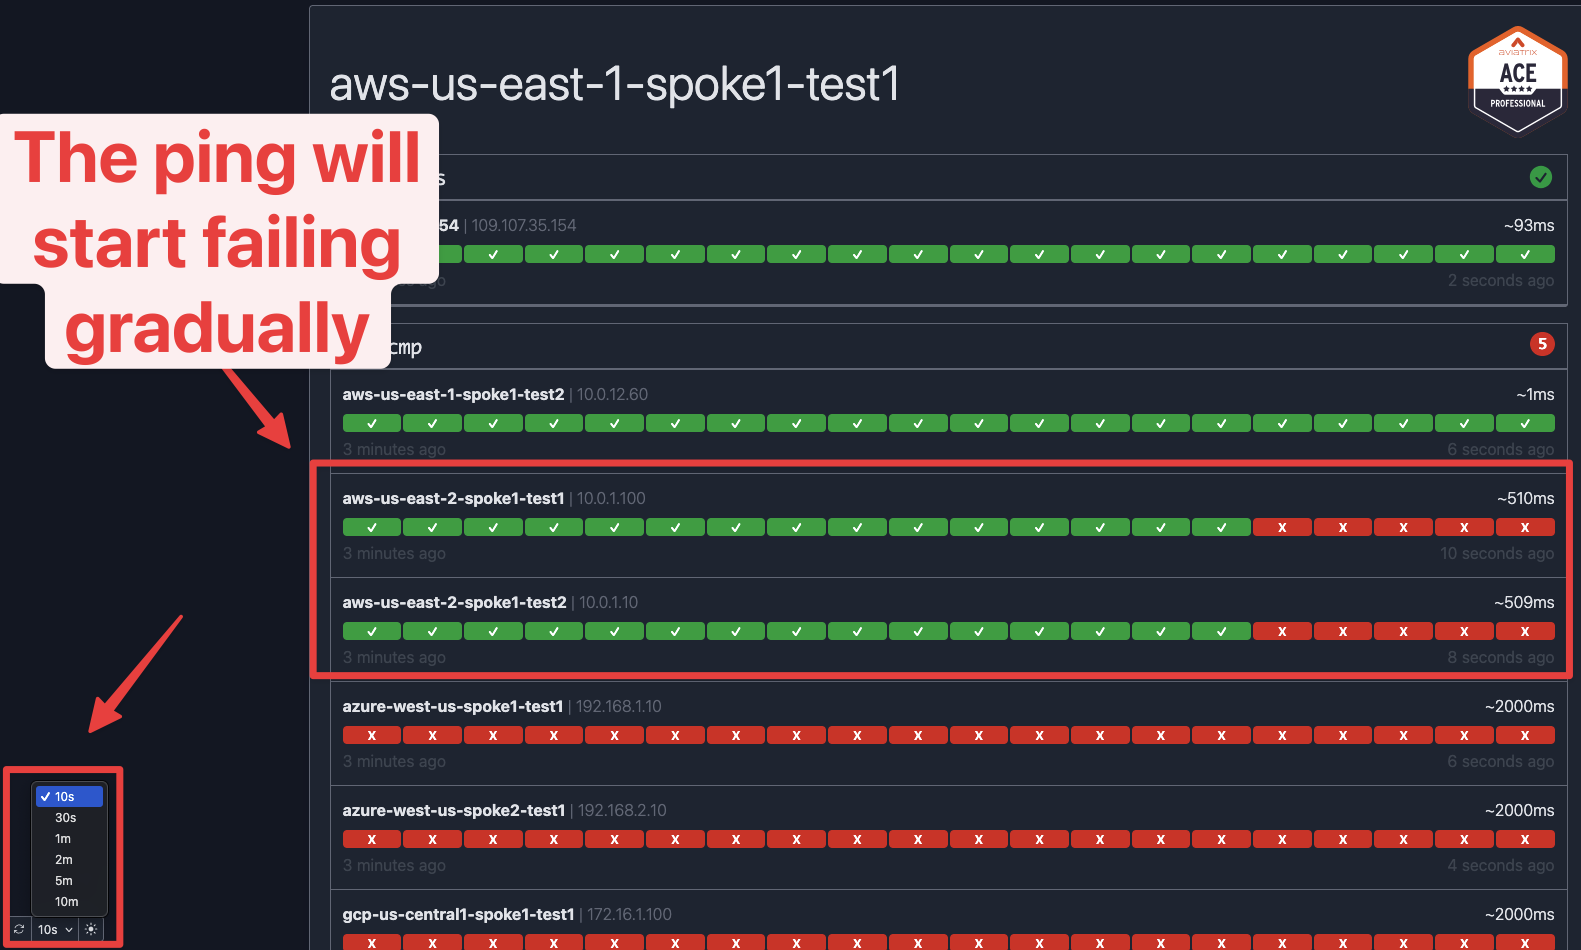 aws-us-east-1-spoke1-test1
aviatrix
ACE
PROFESSIONAL
The ping will
start failing
gradually
s
54 | 109.107.35.154 ~93ms
ago 2 seconds ago
cmp 5
aws-us-east-1-spoke1-test2 | 10.0.12.60 ~1ms
3 minutes ago 6 seconds ago
aws-us-east-2-spoke1-test1 | 10.0.1.100 ~510ms
X X X X X
3 minutes ago 10 seconds ago
aws-us-east-2-spoke1-test2 | 10.0.1.10 ~509ms
X X X X X
3 minutes ago 8 seconds ago
azure-west-us-spoke1-test1 | 192.168.1.10 ~2000ms
X X X X X X X X X X X X X X X X X X X X
3 minutes ago 6 seconds ago
azure-west-us-spoke2-test1 | 192.168.2.10 ~2000ms
X X X X X X X X X X X X X X X X X X X X
3 minutes ago 4 seconds ago
gcp-us-central1-spoke1-test1 | 172.16.1.100 ~2000ms
X X X X X X X X X X X X X X X X X X X X
10s
30s
1m
2m
5m
10m
10s